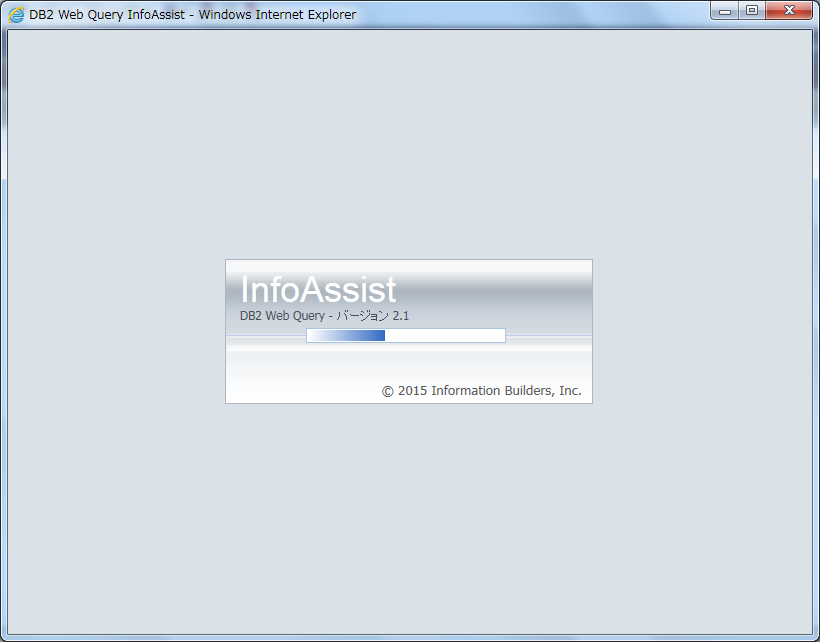 DB2 Web Query InfoAssist - Windows Internet Explorer
InfoAssist
DB2 Web Query - バージョン 2.1
© 2015 Information Builders, Inc.